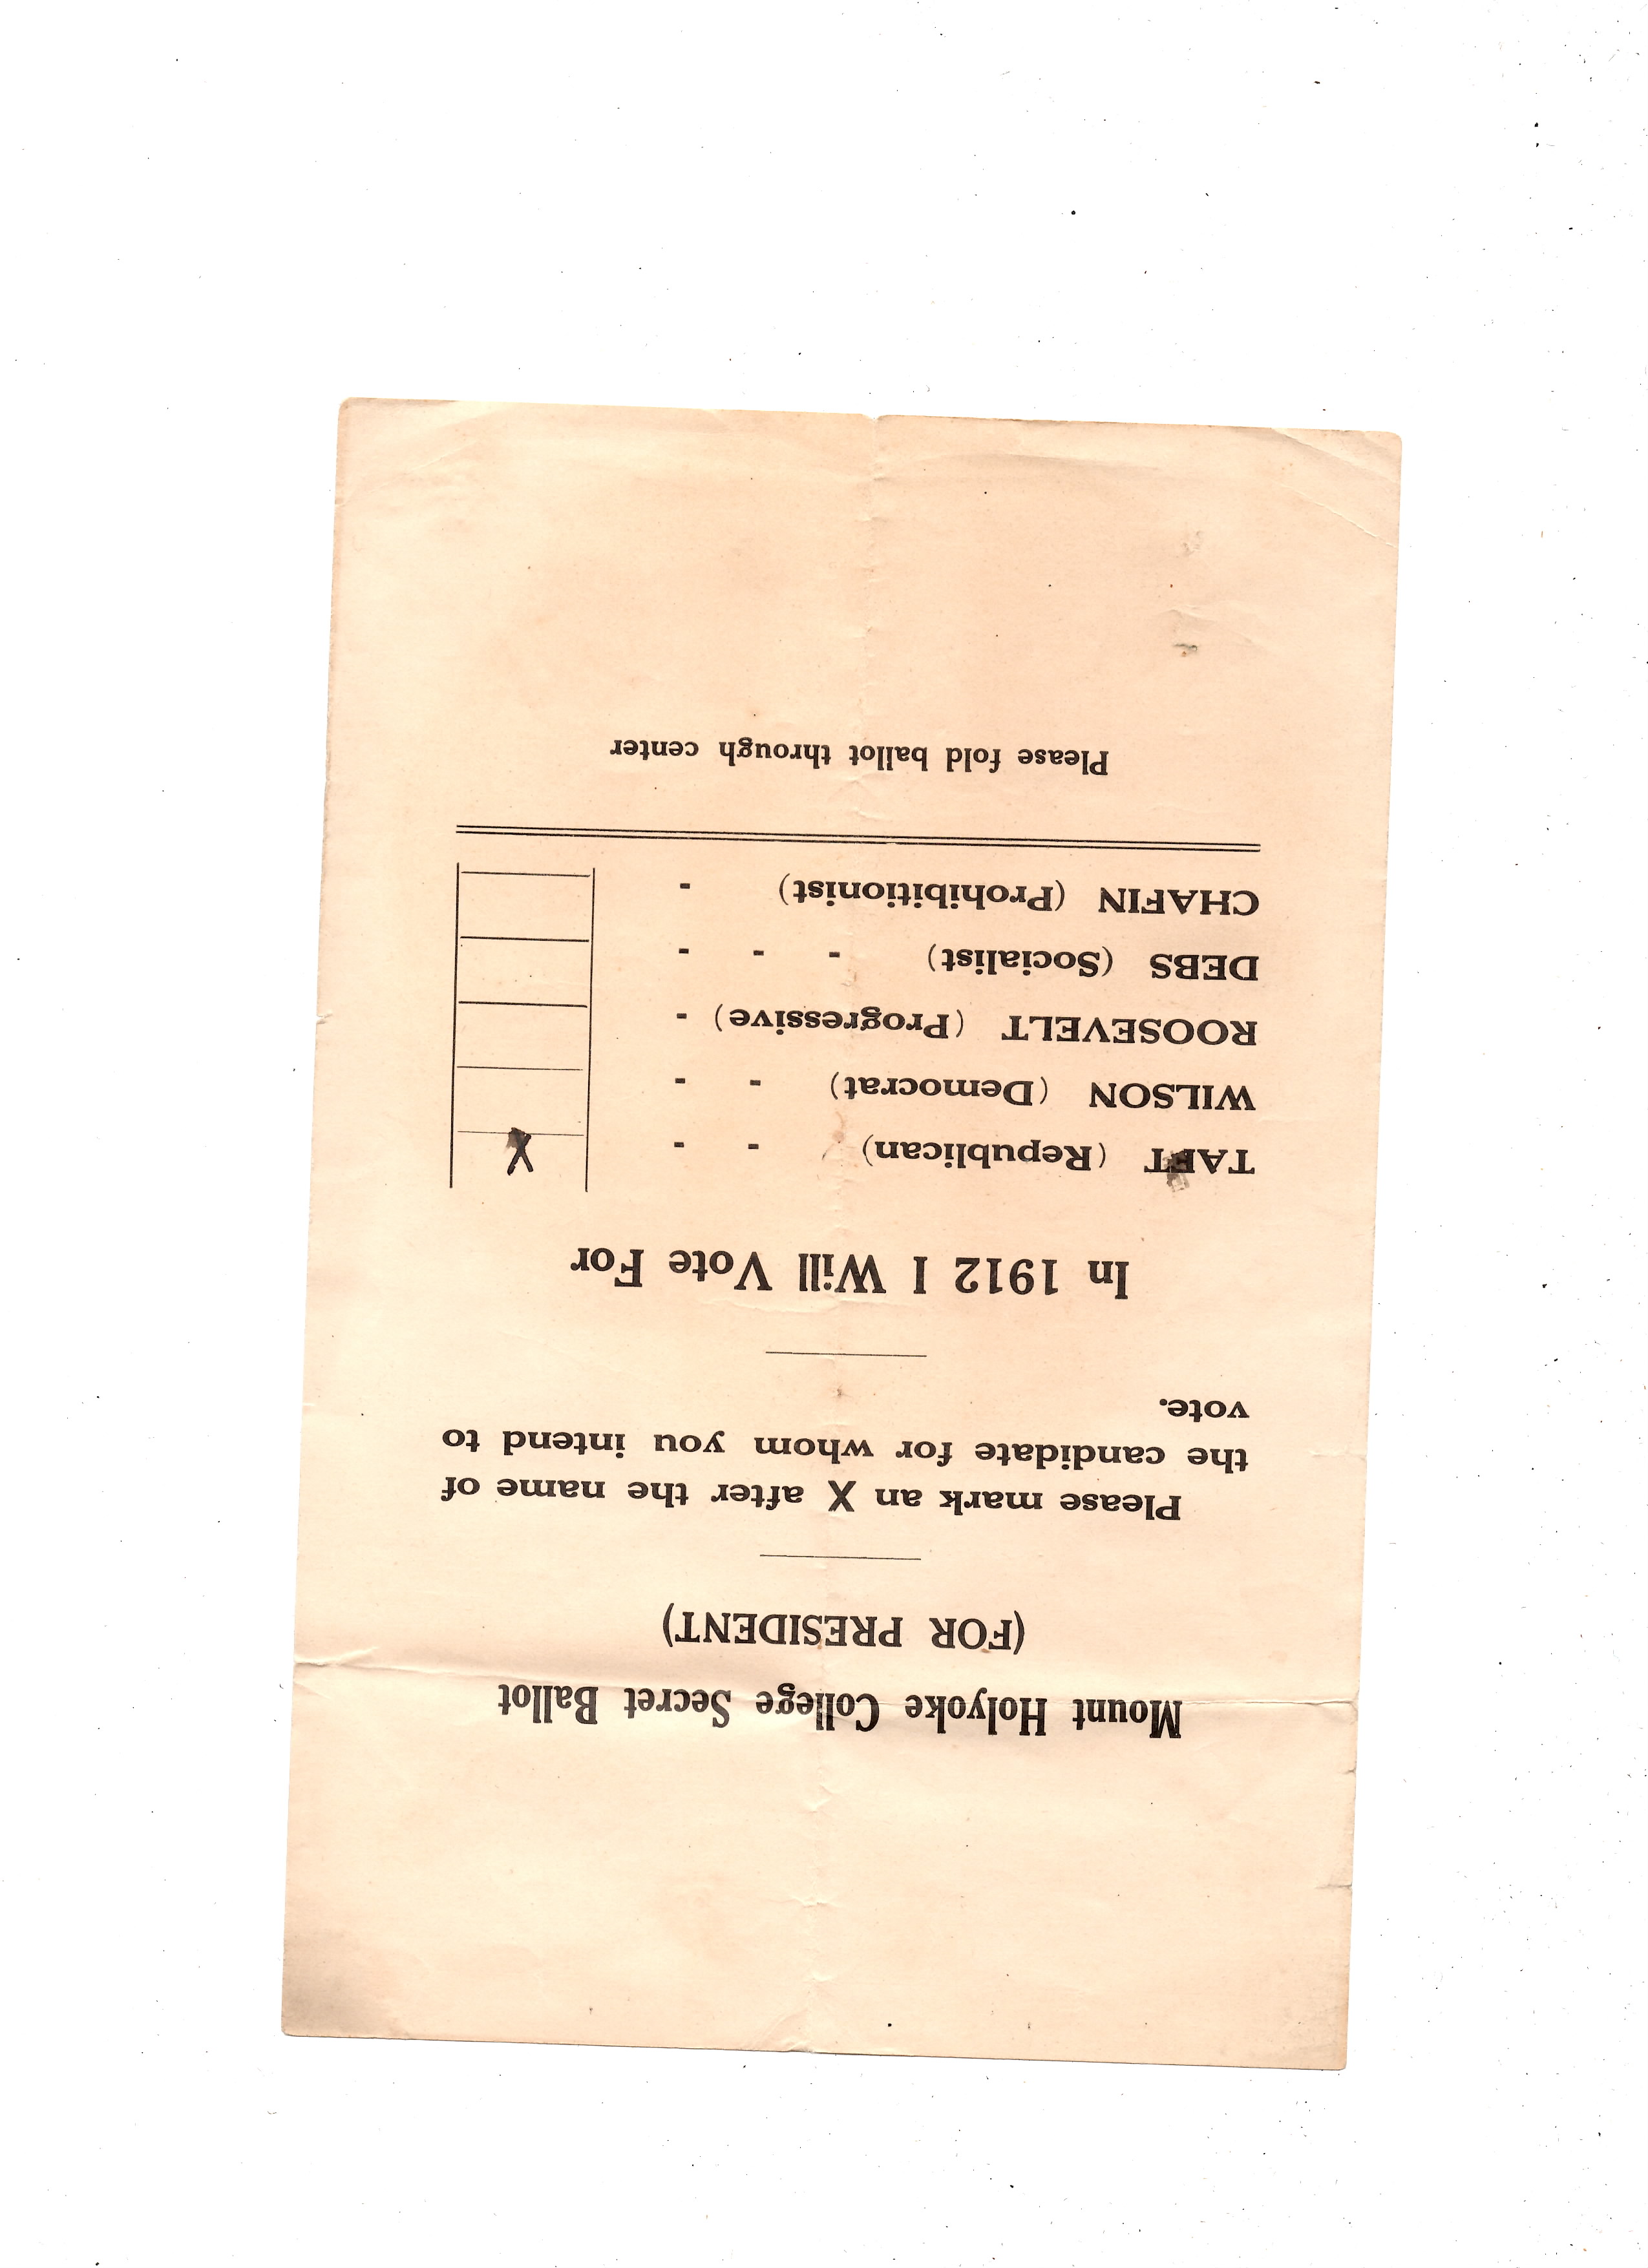 Mount Holyoke College Secret Ballot
(FOR PRESIDENT)
Please mark an X after the name of
the candidate for whom you intend to
vote.
In 1912 I Will Vote For
TAFT (Republican) - - X
WILSON (Democrat) - -
ROOSEVELT (Progressive) -
DEBS (Socialist) - - -
CHAFIN (Prohibitionist) -
Please fold ballot through center